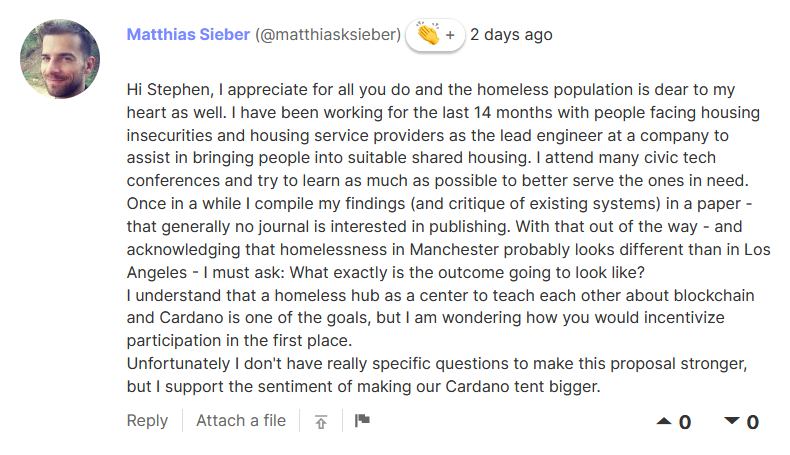 Matthias Sieber (@matthiasksieber) 👏 + 2 days ago
Hi Stephen, I appreciate for all you do and the homeless population is dear to my
heart as well. I have been working for the last 14 months with people facing housing
insecurities and housing service providers as the lead engineer at a company to
assist in bringing people into suitable shared housing. I attend many civic tech
conferences and try to learn as much as possible to better serve the ones in need.
Once in a while I compile my findings (and critique of existing systems) in a paper -
that generally no journal is interested in publishing. With that out of the way - and
acknowledging that homelessness in Manchester probably looks different than in Los
Angeles - I must ask: What exactly is the outcome going to look like?
I understand that a homeless hub as a center to teach each other about blockchain
and Cardano is one of the goals, but I am wondering how you would incentivize
participation in the first place.
Unfortunately I don't have really specific questions to make this proposal stronger,
but I support the sentiment of making our Cardano tent bigger.
Reply Attach a file 0 0